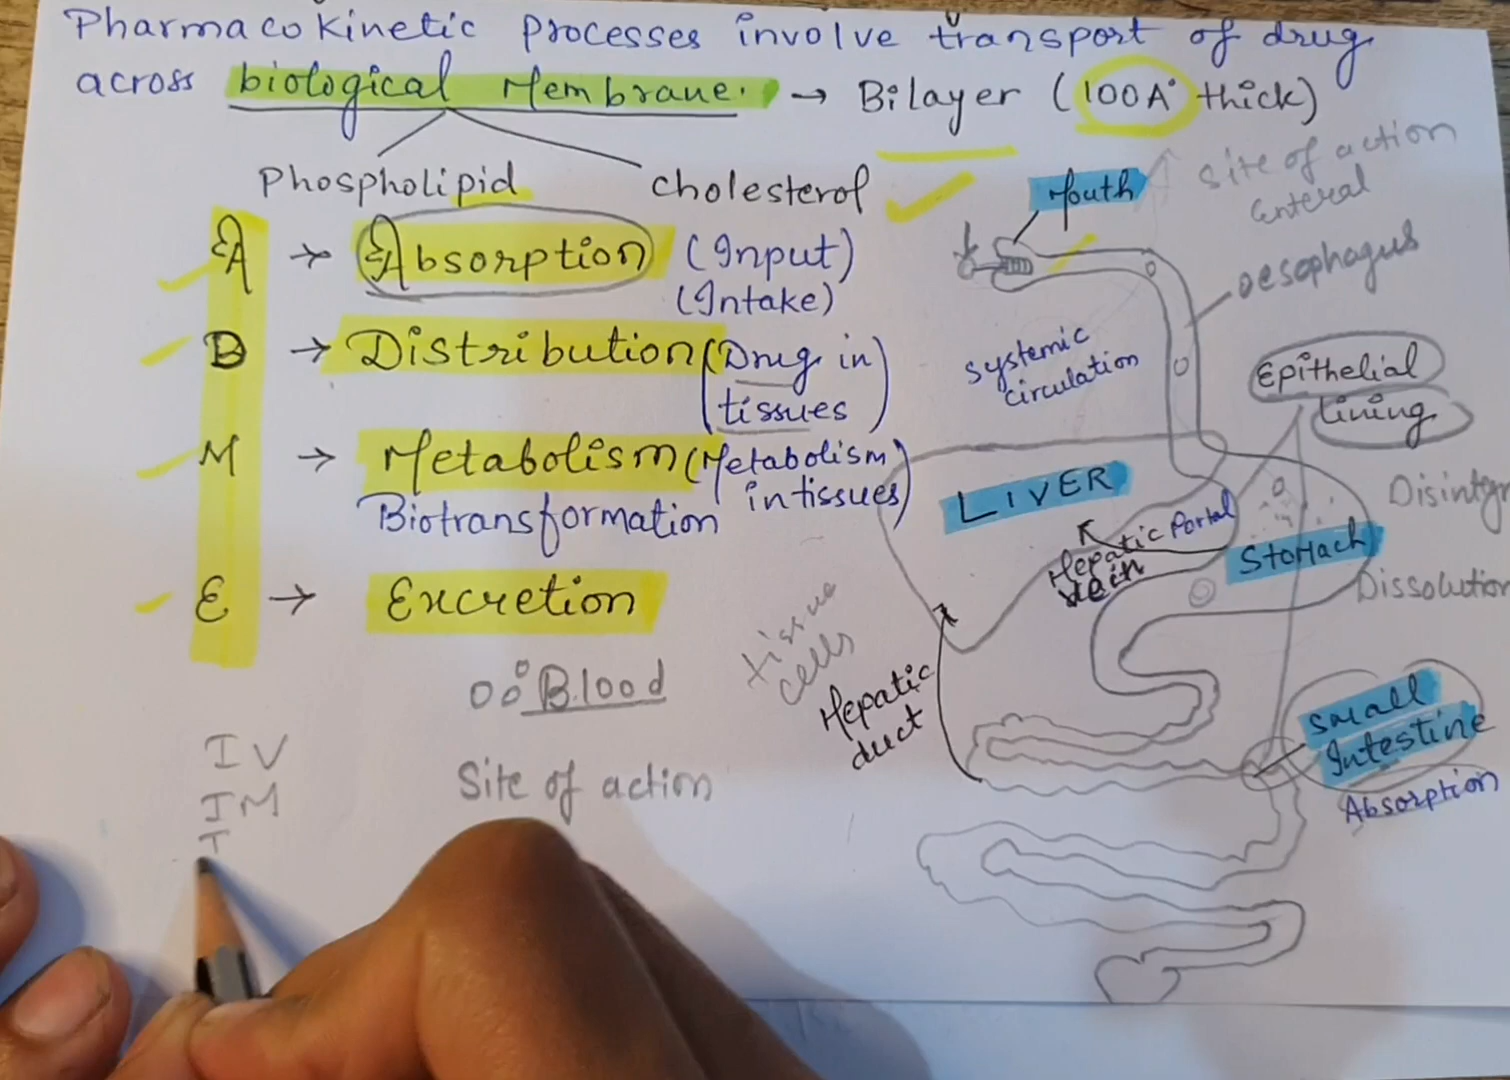 Pharmacokinetic processes involve transport of drug
across biological Membrane. → Bilayer (100A° thick)
Phospholipid cholesterol
A → Absorption (Input)
(Intake)
D → Distribution (Drug in
tissues)
M → Metabolism (Metabolism
in tissues)
Biotransformation
E → Excretion
Blood
Site of action
IV
IM
I
tissue
cells
Mouth
site of action
enteral
oesophagus
systemic
circulation
Epithelial
lining
LIVER
Hepatic Portal
vein
Stomach
Disintegr
Dissolution
Hepatic
duct
Small
Intestine
Absorption